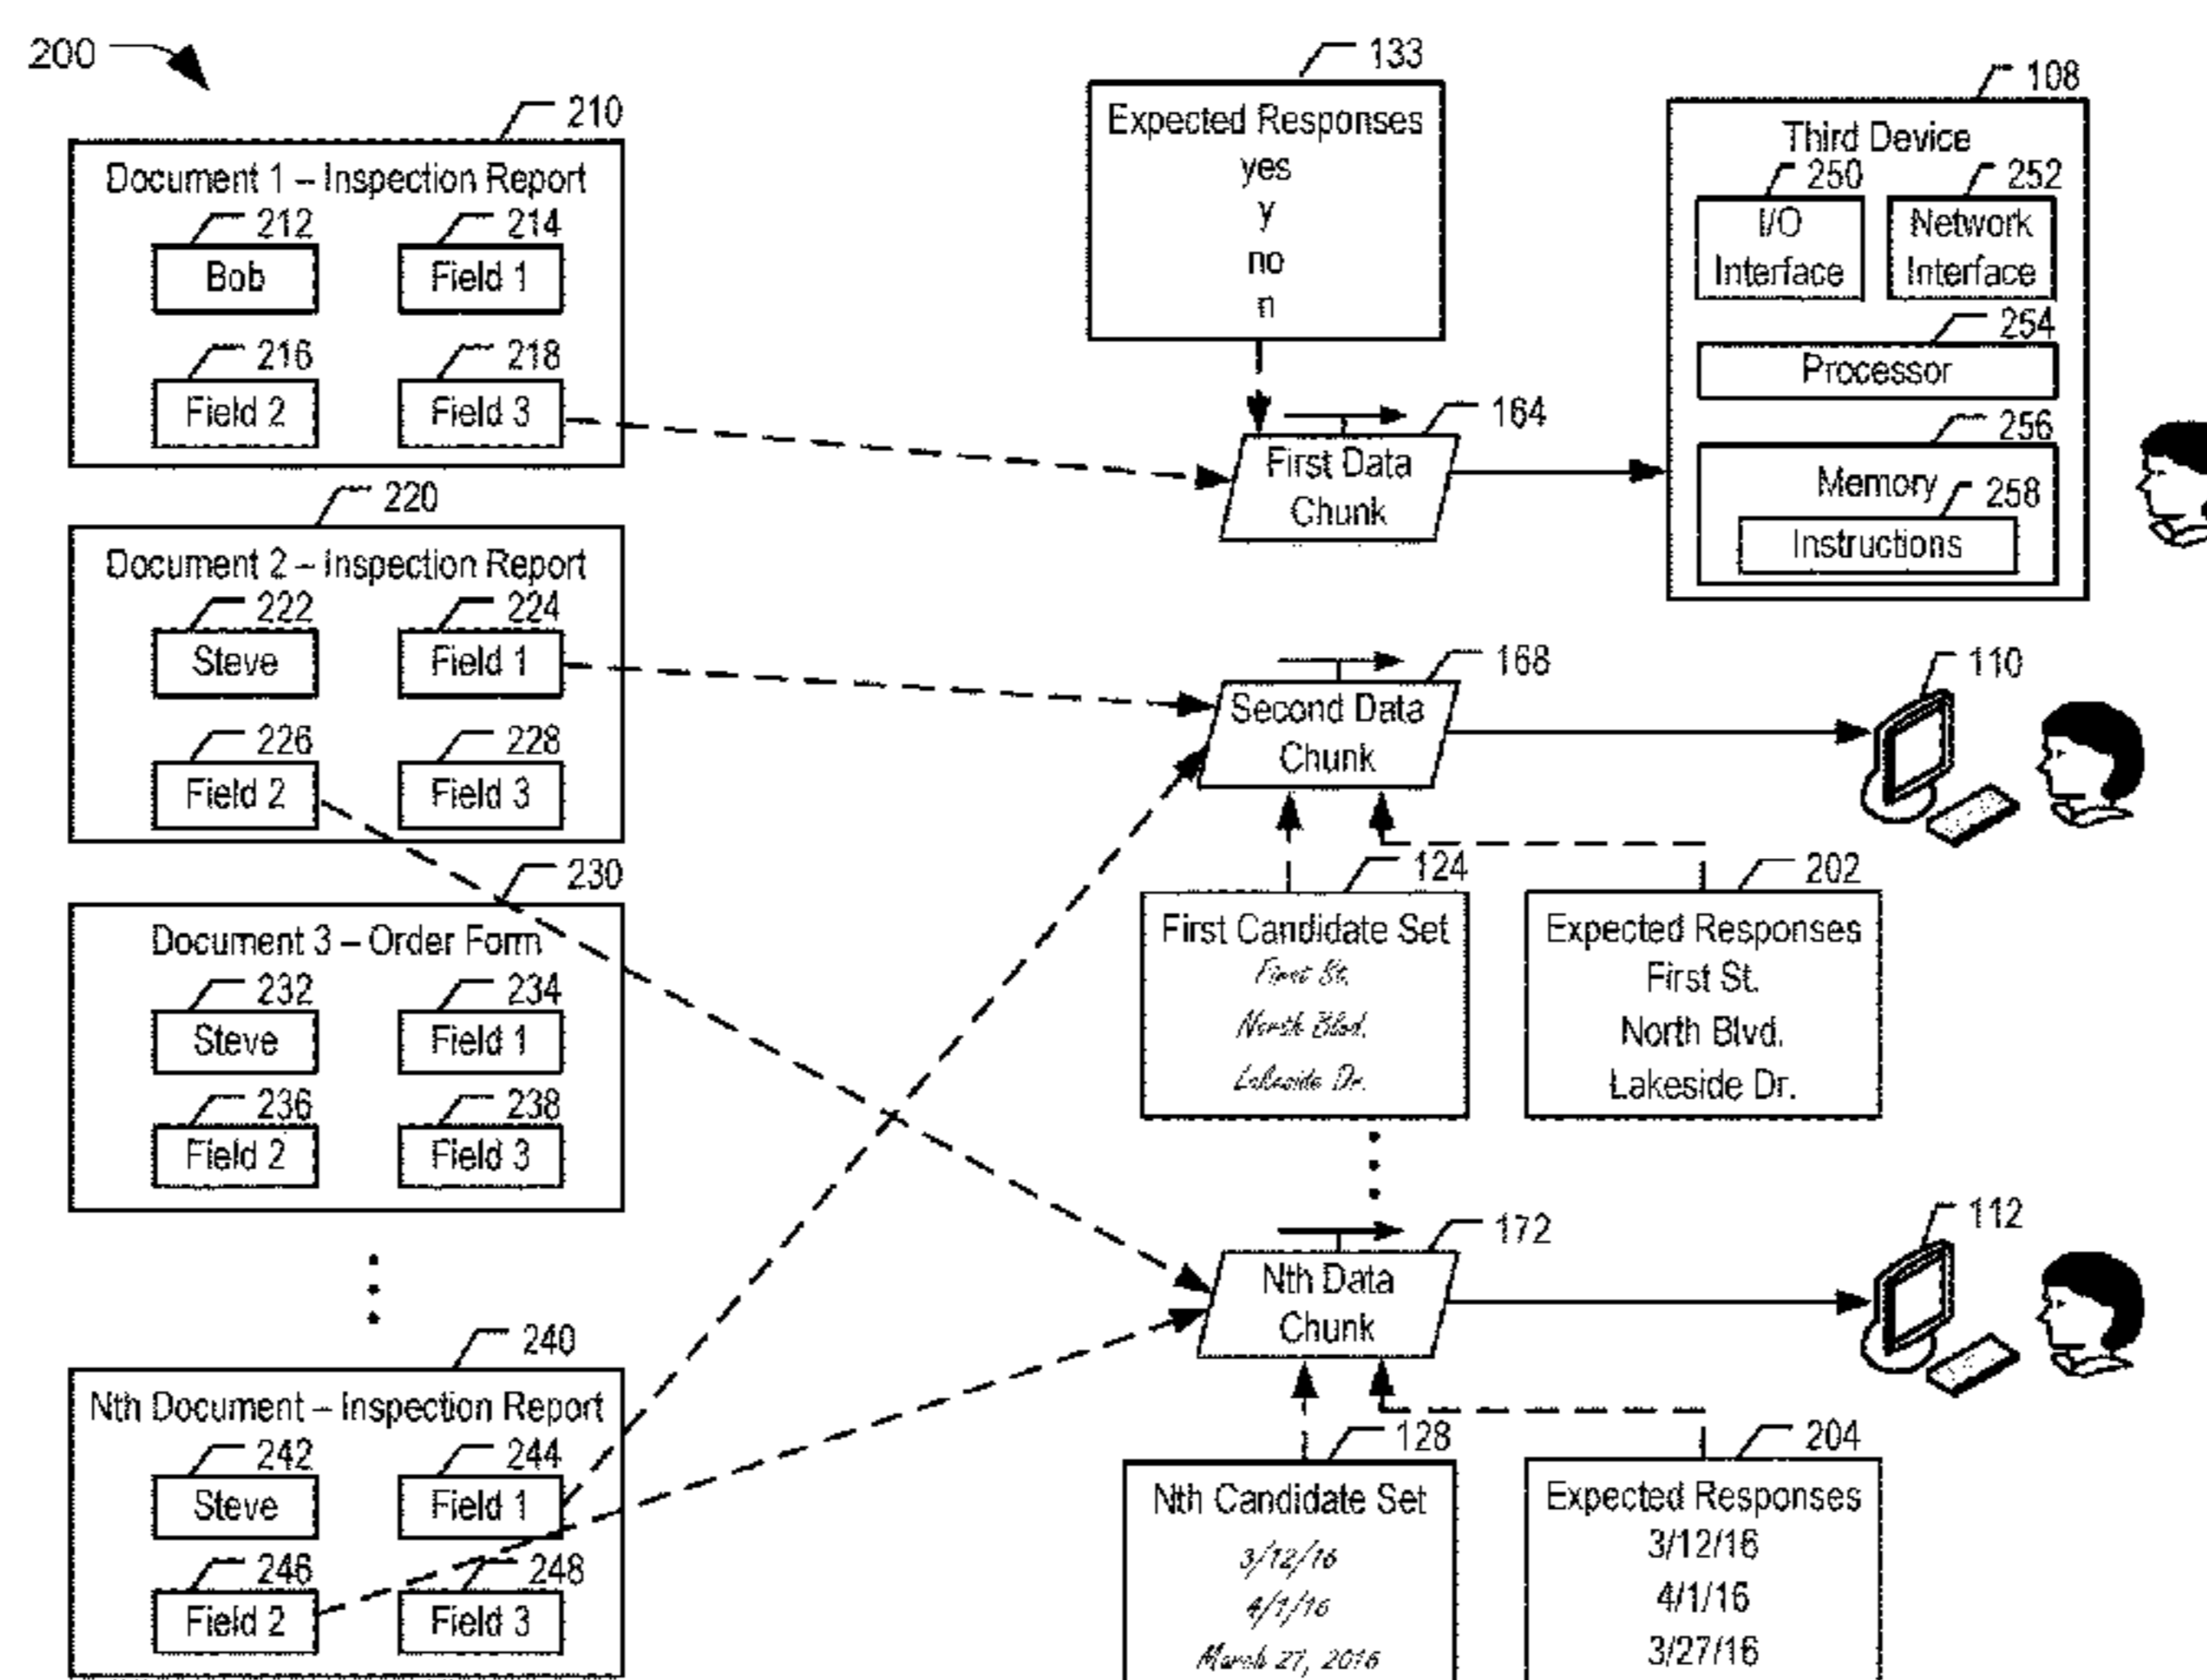 200
210
Document 1 – Inspection Report
212
214
Bob
Field 1
216
218
Field 2
Field 3
220
Document 2 – Inspection Report
222
224
Steve
Field 1
226
228
Field 2
Field 3
230
Document 3 – Order Form
232
234
Steve
Field 1
236
238
Field 2
Field 3
240
Nth Document – Inspection Report
242
244
Steve
Field 1
246
248
Field 2
Field 3
133
Expected Responses
yes
y
no
n
164
First Data
Chunk
108
Third Device
250
252
I/O
Interface
Network
Interface
254
Processor
256
Memory
258
Instructions
168
Second Data
Chunk
110
124
First Candidate Set
First St.
North Blvd.
Lakeside Dr.
202
Expected Responses
First St.
North Blvd.
Lakeside Dr.
172
Nth Data
Chunk
112
128
Nth Candidate Set
3/12/16
4/1/16
March 27, 2016
204
Expected Responses
3/12/16
4/1/16
3/27/16